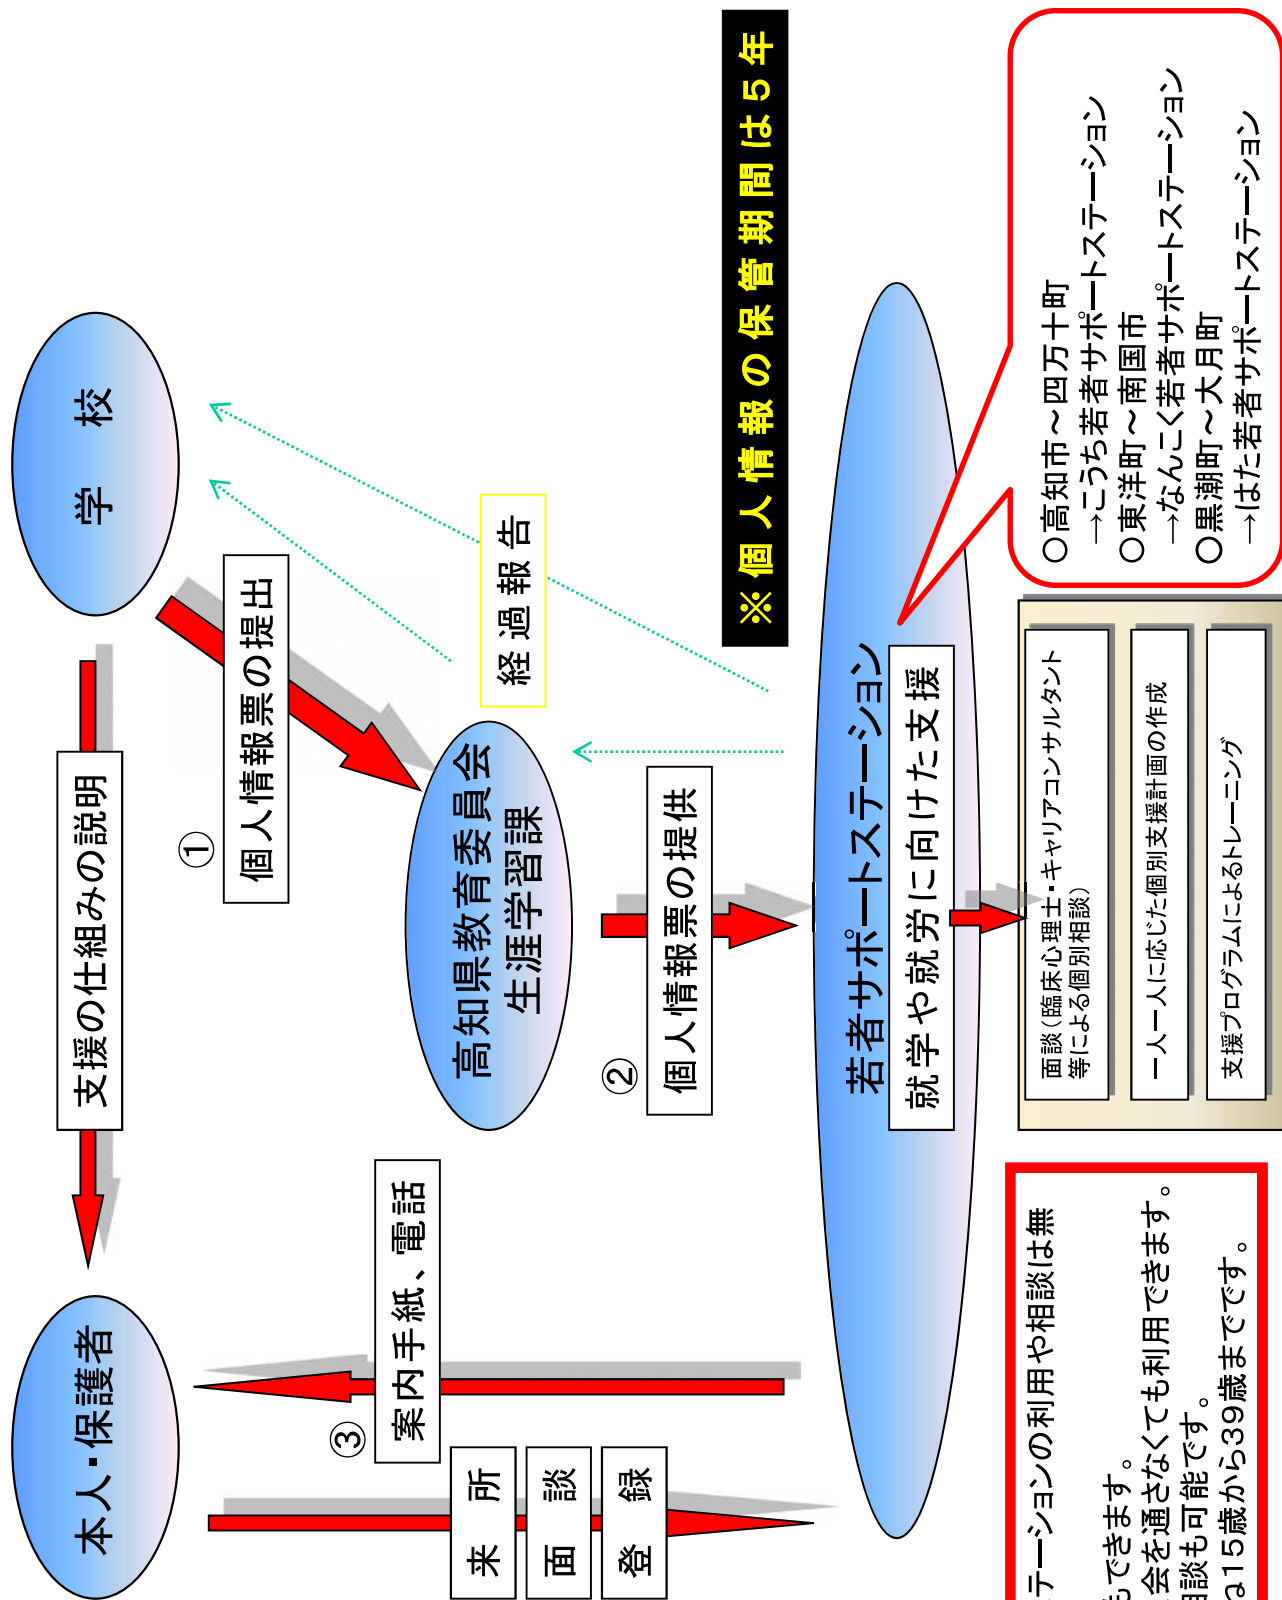 本人・保護者
支援の仕組みの説明
学 校
①
個人情報票の提出
経過報告
高知県教育委員会
生涯学習課
②
個人情報票の提供
③
案内手紙、電話
来 所
面 談
登 録
※個人情報の保管期間は5年
若者サポートステーション
就学や就労に向けた支援
○高知市～四万十町
→こうち若者サポートステーション
○東洋町～南国市
→なんこく若者サポートステーション
○黒潮町～大月町
→はた若者サポートステーション
面談(臨床心理士・キャリアコンサルタント
等による個別相談)
一人一人に応じた個別支援計画の作成
支援プログラムによるトレーニング
テーションの利用や相談は無
もできます。
会を通さなくても利用できます。
相談も可能です。
ね15歳から39歳までです。